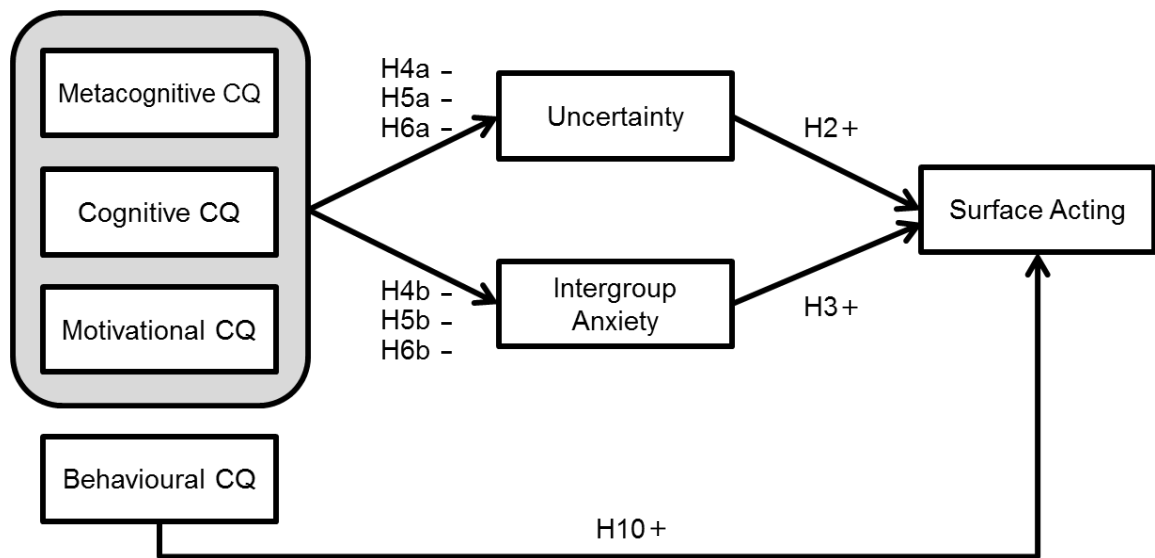 Metacognitive CQ
Cognitive CQ
Motivational CQ
Behavioural CQ
H4a -
H5a -
H6a -
H4b -
H5b -
H6b -
Uncertainty
Intergroup
Anxiety
H2+
H3+
Surface Acting
H10+